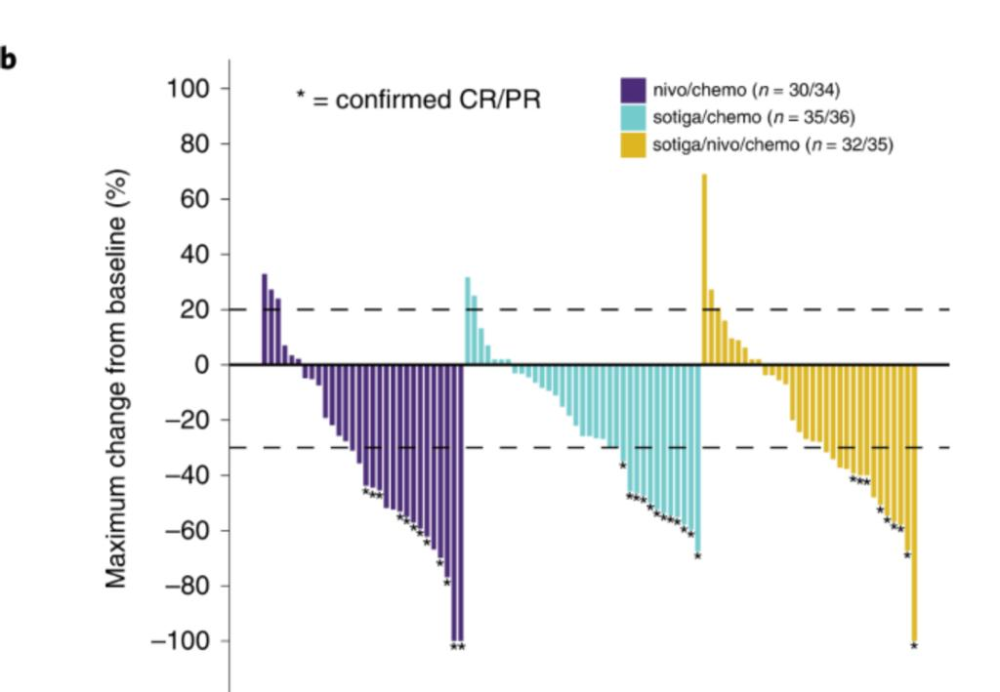 b
* = confirmed CR/PR
nivo/chemo (n = 30/34)
sotiga/chemo (n = 35/36)
sotiga/nivo/chemo (n = 32/35)
Maximum change from baseline (%)
100
80
60
40
20
0
−20
−40
−60
−80
−100